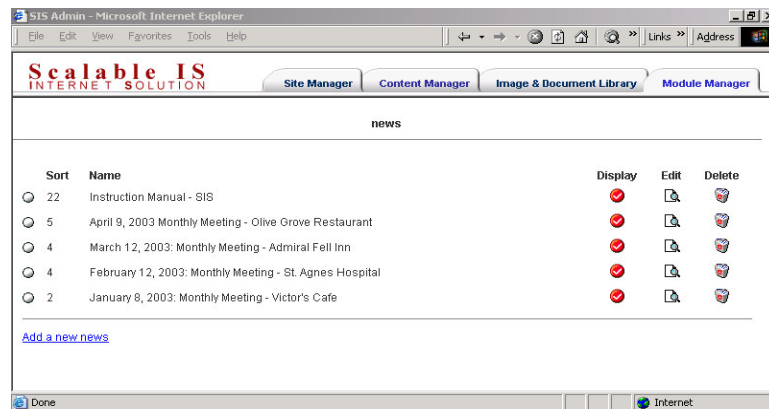 SIS Admin - Microsoft Internet Explorer
File Edit View Favorites Tools Help Links » Address
Scalable IS
INTERNET SOLUTION
Site Manager Content Manager Image & Document Library Module Manager
news
Sort Name Display Edit Delete
22 Instruction Manual - SIS
5 April 9, 2003 Monthly Meeting - Olive Grove Restaurant
4 March 12, 2003: Monthly Meeting - Admiral Fell Inn
4 February 12, 2003: Monthly Meeting - St. Agnes Hospital
2 January 8, 2003: Monthly Meeting - Victor's Cafe
Add a new news
Done Internet